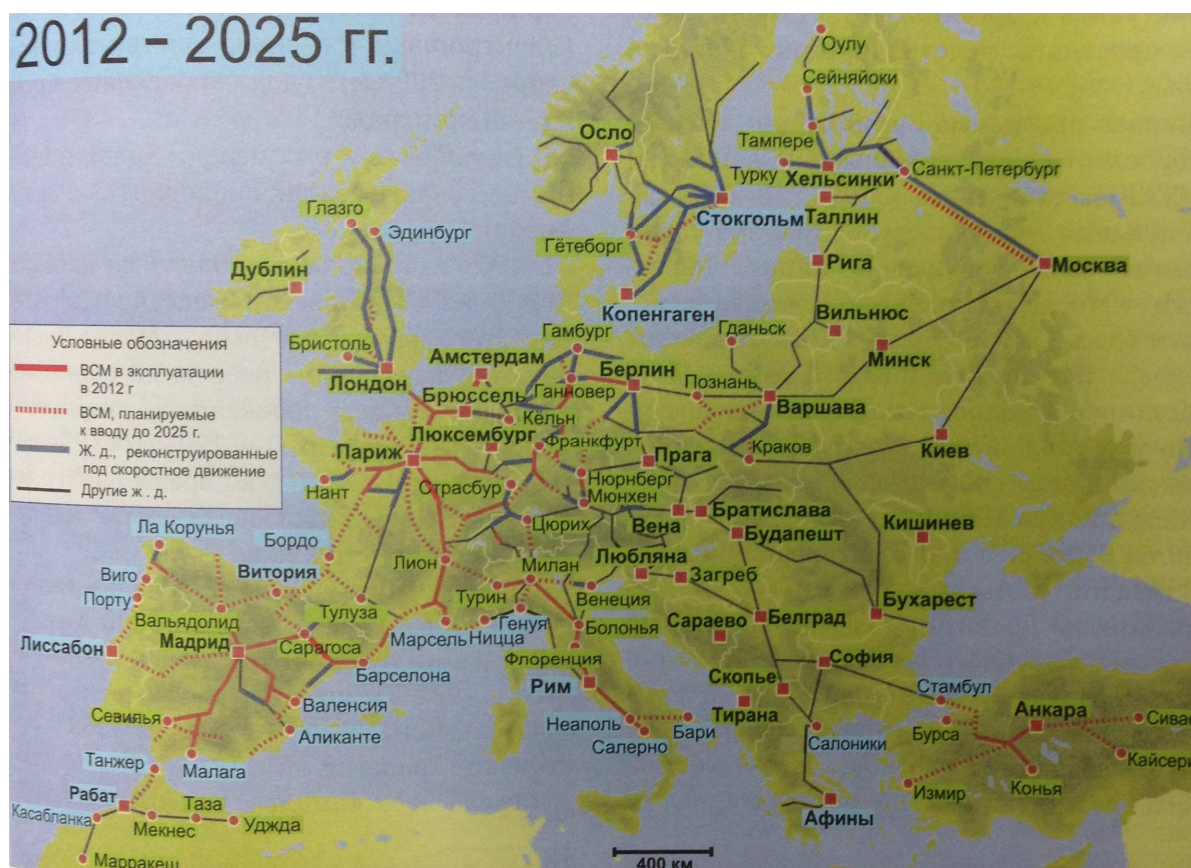 2012 – 2025 гг.
Оулу
Сейняйоки
Осло
Тампере
Турку
Хельсинки
Санкт-Петербург
Стокгольм
Таллин
Глазго
Эдинбург
Гётеборг
Дублин
Рига
Москва
Копенгаген
Вильнюс
Гданьск
Гамбург
Минск
Условные обозначения
ВСМ в эксплуатации
в 2012 г
ВСМ, планируемые
к вводу до 2025 г.
Ж. д., реконструированные
под скоростное движение
Другие ж . д.
Бристоль
Лондон
Амстердам
Берлин
Ганновер
Познань
Брюссель
Варшава
Кёльн
Люксембург
Франкфурт
Краков
Киев
Париж
Прага
Нант
Страсбур
Нюрнберг
Мюнхен
Цюрих
Вена
Братислава
Будапешт
Кишинев
Ла Корунья
Бордо
Лион
Милан
Любляна
Загреб
Виго
Витория
Порту
Тулуза
Турин
Венеция
Бухарест
Вальядолид
Генуя
Болонья
Сараево
Белград
Лиссабон
Мадрид
Сарагоса
Марсель
Ницца
Флоренция
София
Барселона
Рим
Скопье
Стамбул
Валенсия
Тирана
Анкара
Сивас
Севилья
Неаполь
Бари
Бурса
Аликанте
Салерно
Салоники
Танжер
Малага
Кайсери
Измир
Конья
Рабат
Касабланка
Таза
Мекнес
Уджда
Афины
Марракеш
400 км